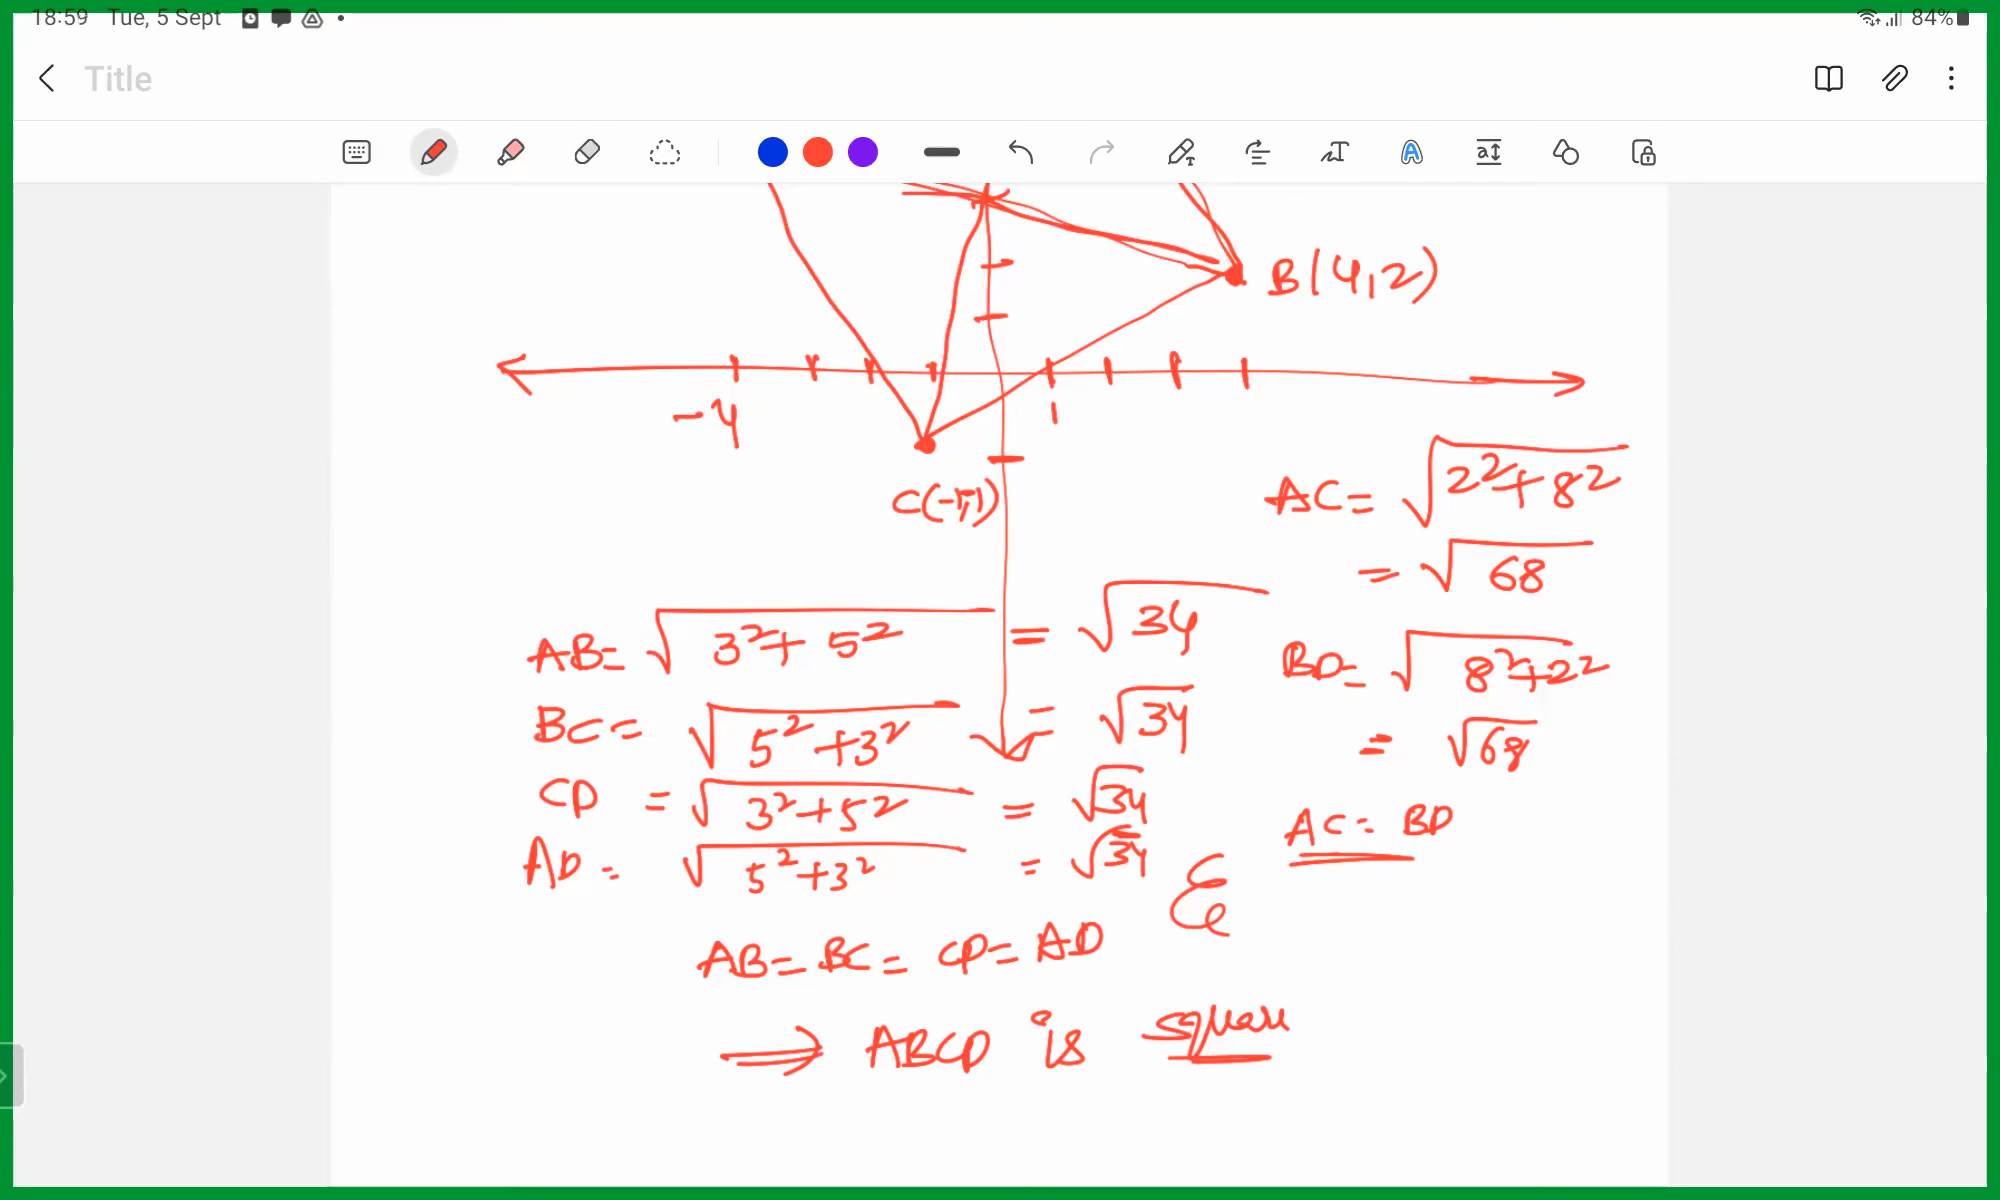 18:59 Tue, 5 Sept 84%
Title
B(4,2)
-4 1
C(-1,-1)
AC = √2²+8²
= √68
AB = √3²+5² = √34
BD = √8²+2²
BC = √5²+3² = √34
= √68
CD = √3²+5² = √34
AC = BD
AD = √5²+3² = √34
&
AB = BC = CD = AD
⇒ ABCD is square